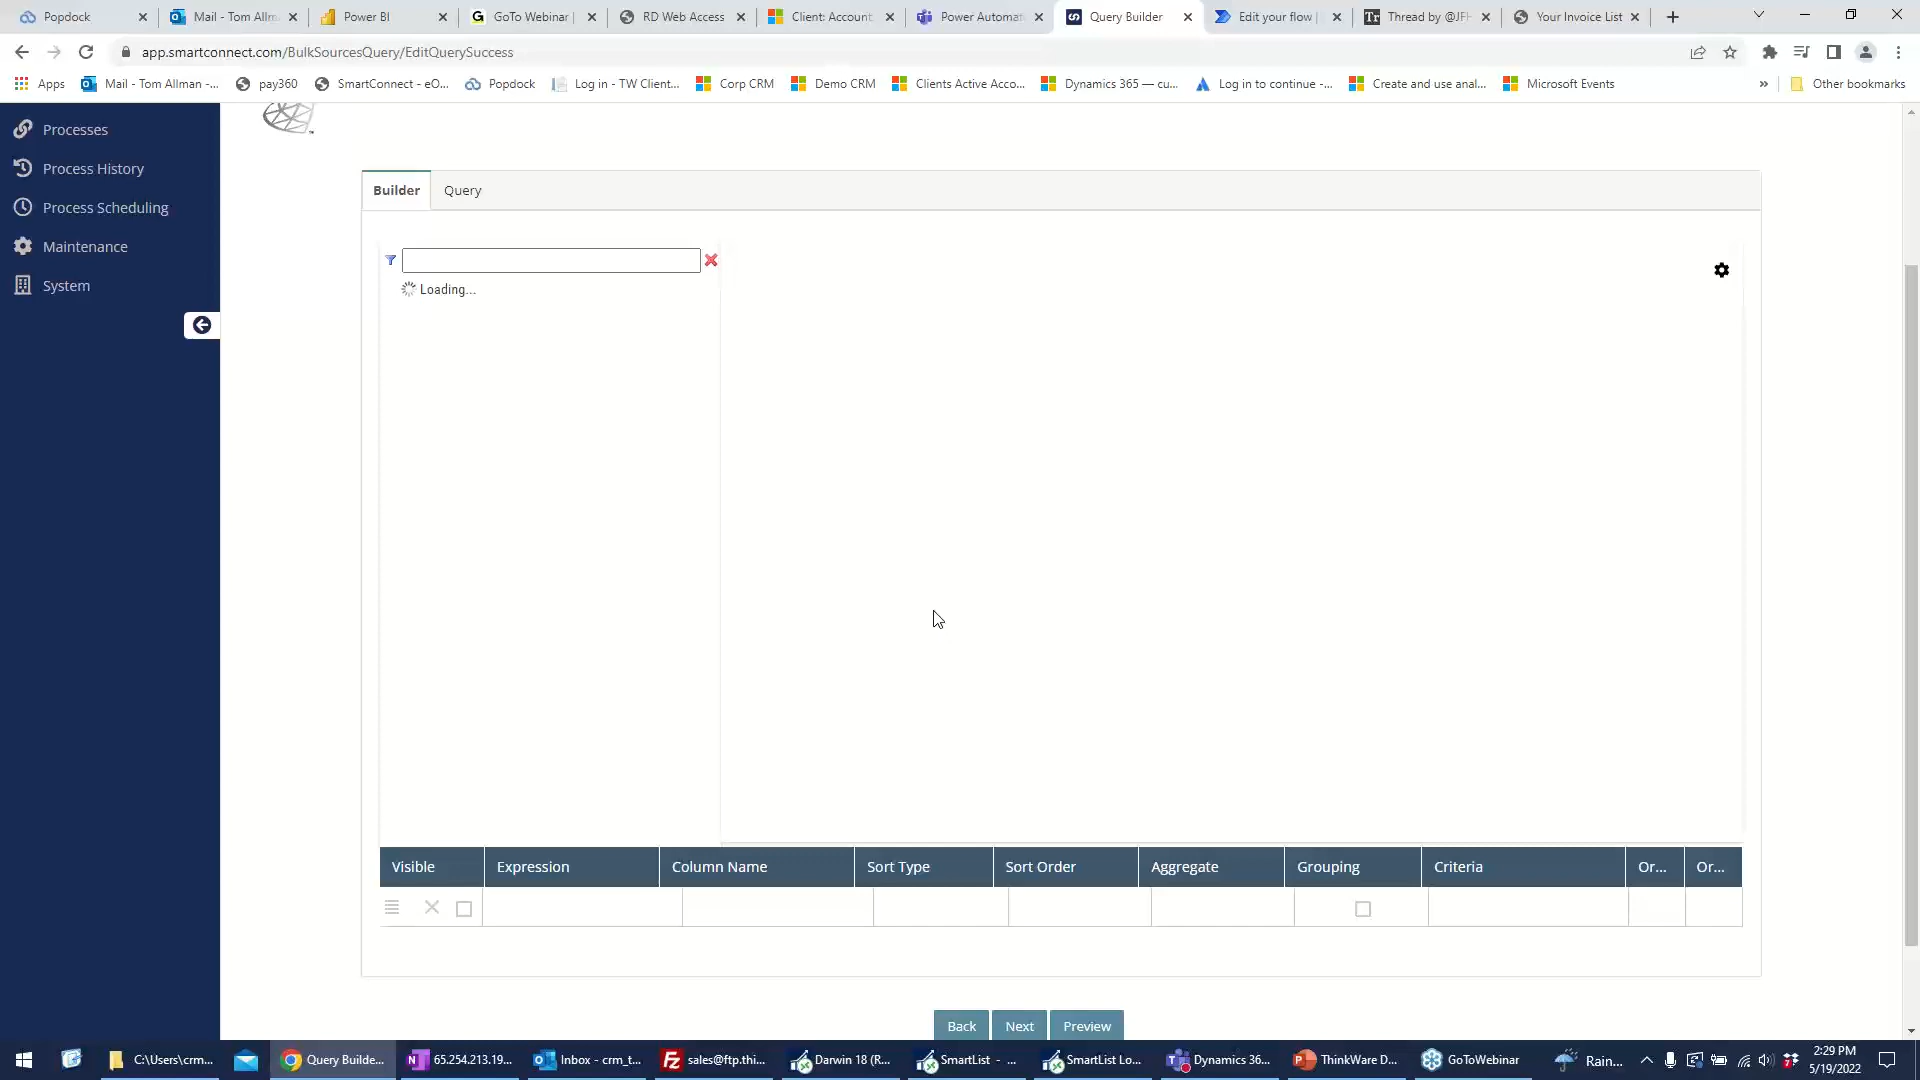 Popdock
Mail - Tom Allm
Power BI
GoTo Webinar |
RD Web Access
Client: Account
Power Automat
Query Builder
Edit your flow |
Thread by @JFH
Your Invoice List
app.smartconnect.com/BulkSourcesQuery/EditQuerySuccess
Apps
Mail - Tom Allman -...
pay360
SmartConnect - eO...
Popdock
Log in - TW Client...
Corp CRM
Demo CRM
Clients Active Acco...
Dynamics 365 — cu...
Log in to continue -...
Create and use anal...
Microsoft Events
»
Other bookmarks
Processes
Process History
Process Scheduling
Maintenance
System
Builder
Query
Loading...
Visible
Expression
Column Name
Sort Type
Sort Order
Aggregate
Grouping
Criteria
Or...
Or...
Back
Next
Preview
C:\Users\crm...
Query Builde...
65.254.213.19...
Inbox - crm_t...
sales@ftp.thi...
Darwin 18 (R...
SmartList - ...
SmartList Lo...
Dynamics 36...
ThinkWare D...
GoToWebinar
Rain...
2:29 PM
5/19/2022